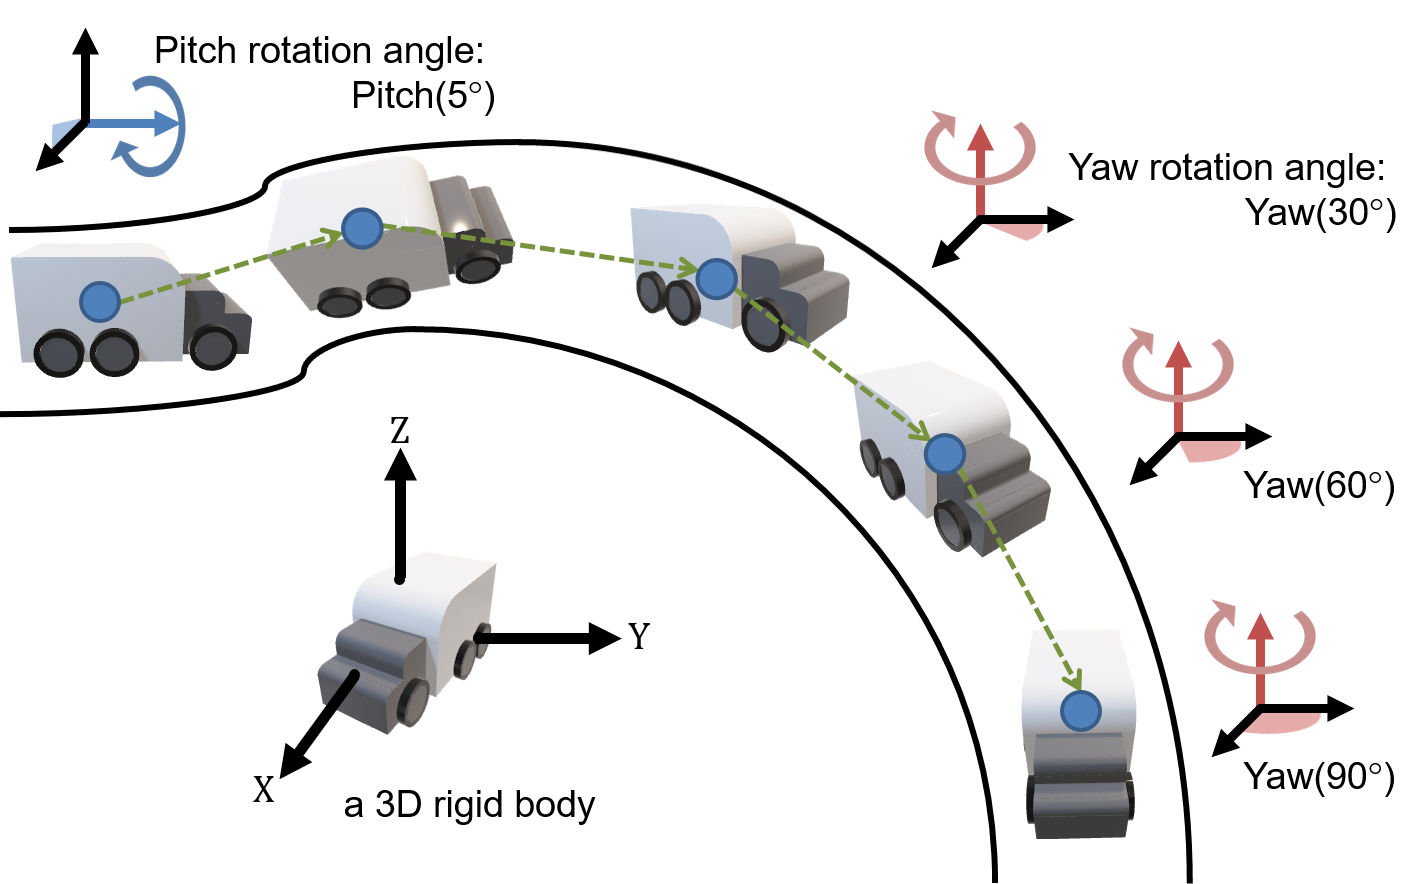 Pitch rotation angle:
Pitch(5°)
Yaw rotation angle:
Yaw(30°)
Z
Yaw(60°)
Y
X
a 3D rigid body
Yaw(90°)